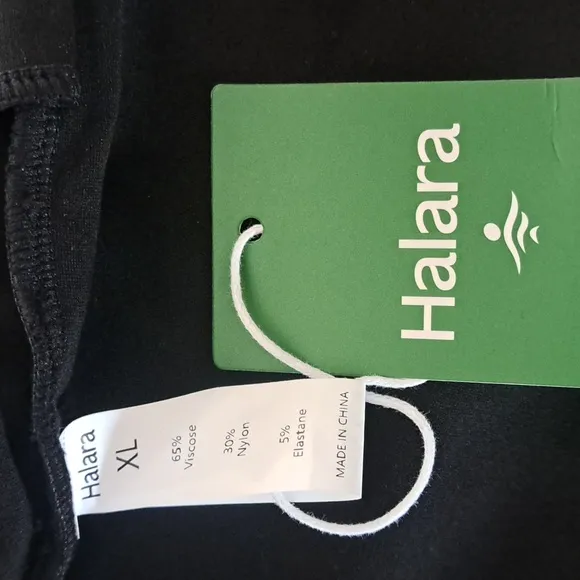 Halara
Halara
XL
65%
Viscose
30%
Nylon
5%
Elastane
MADE IN CHINA